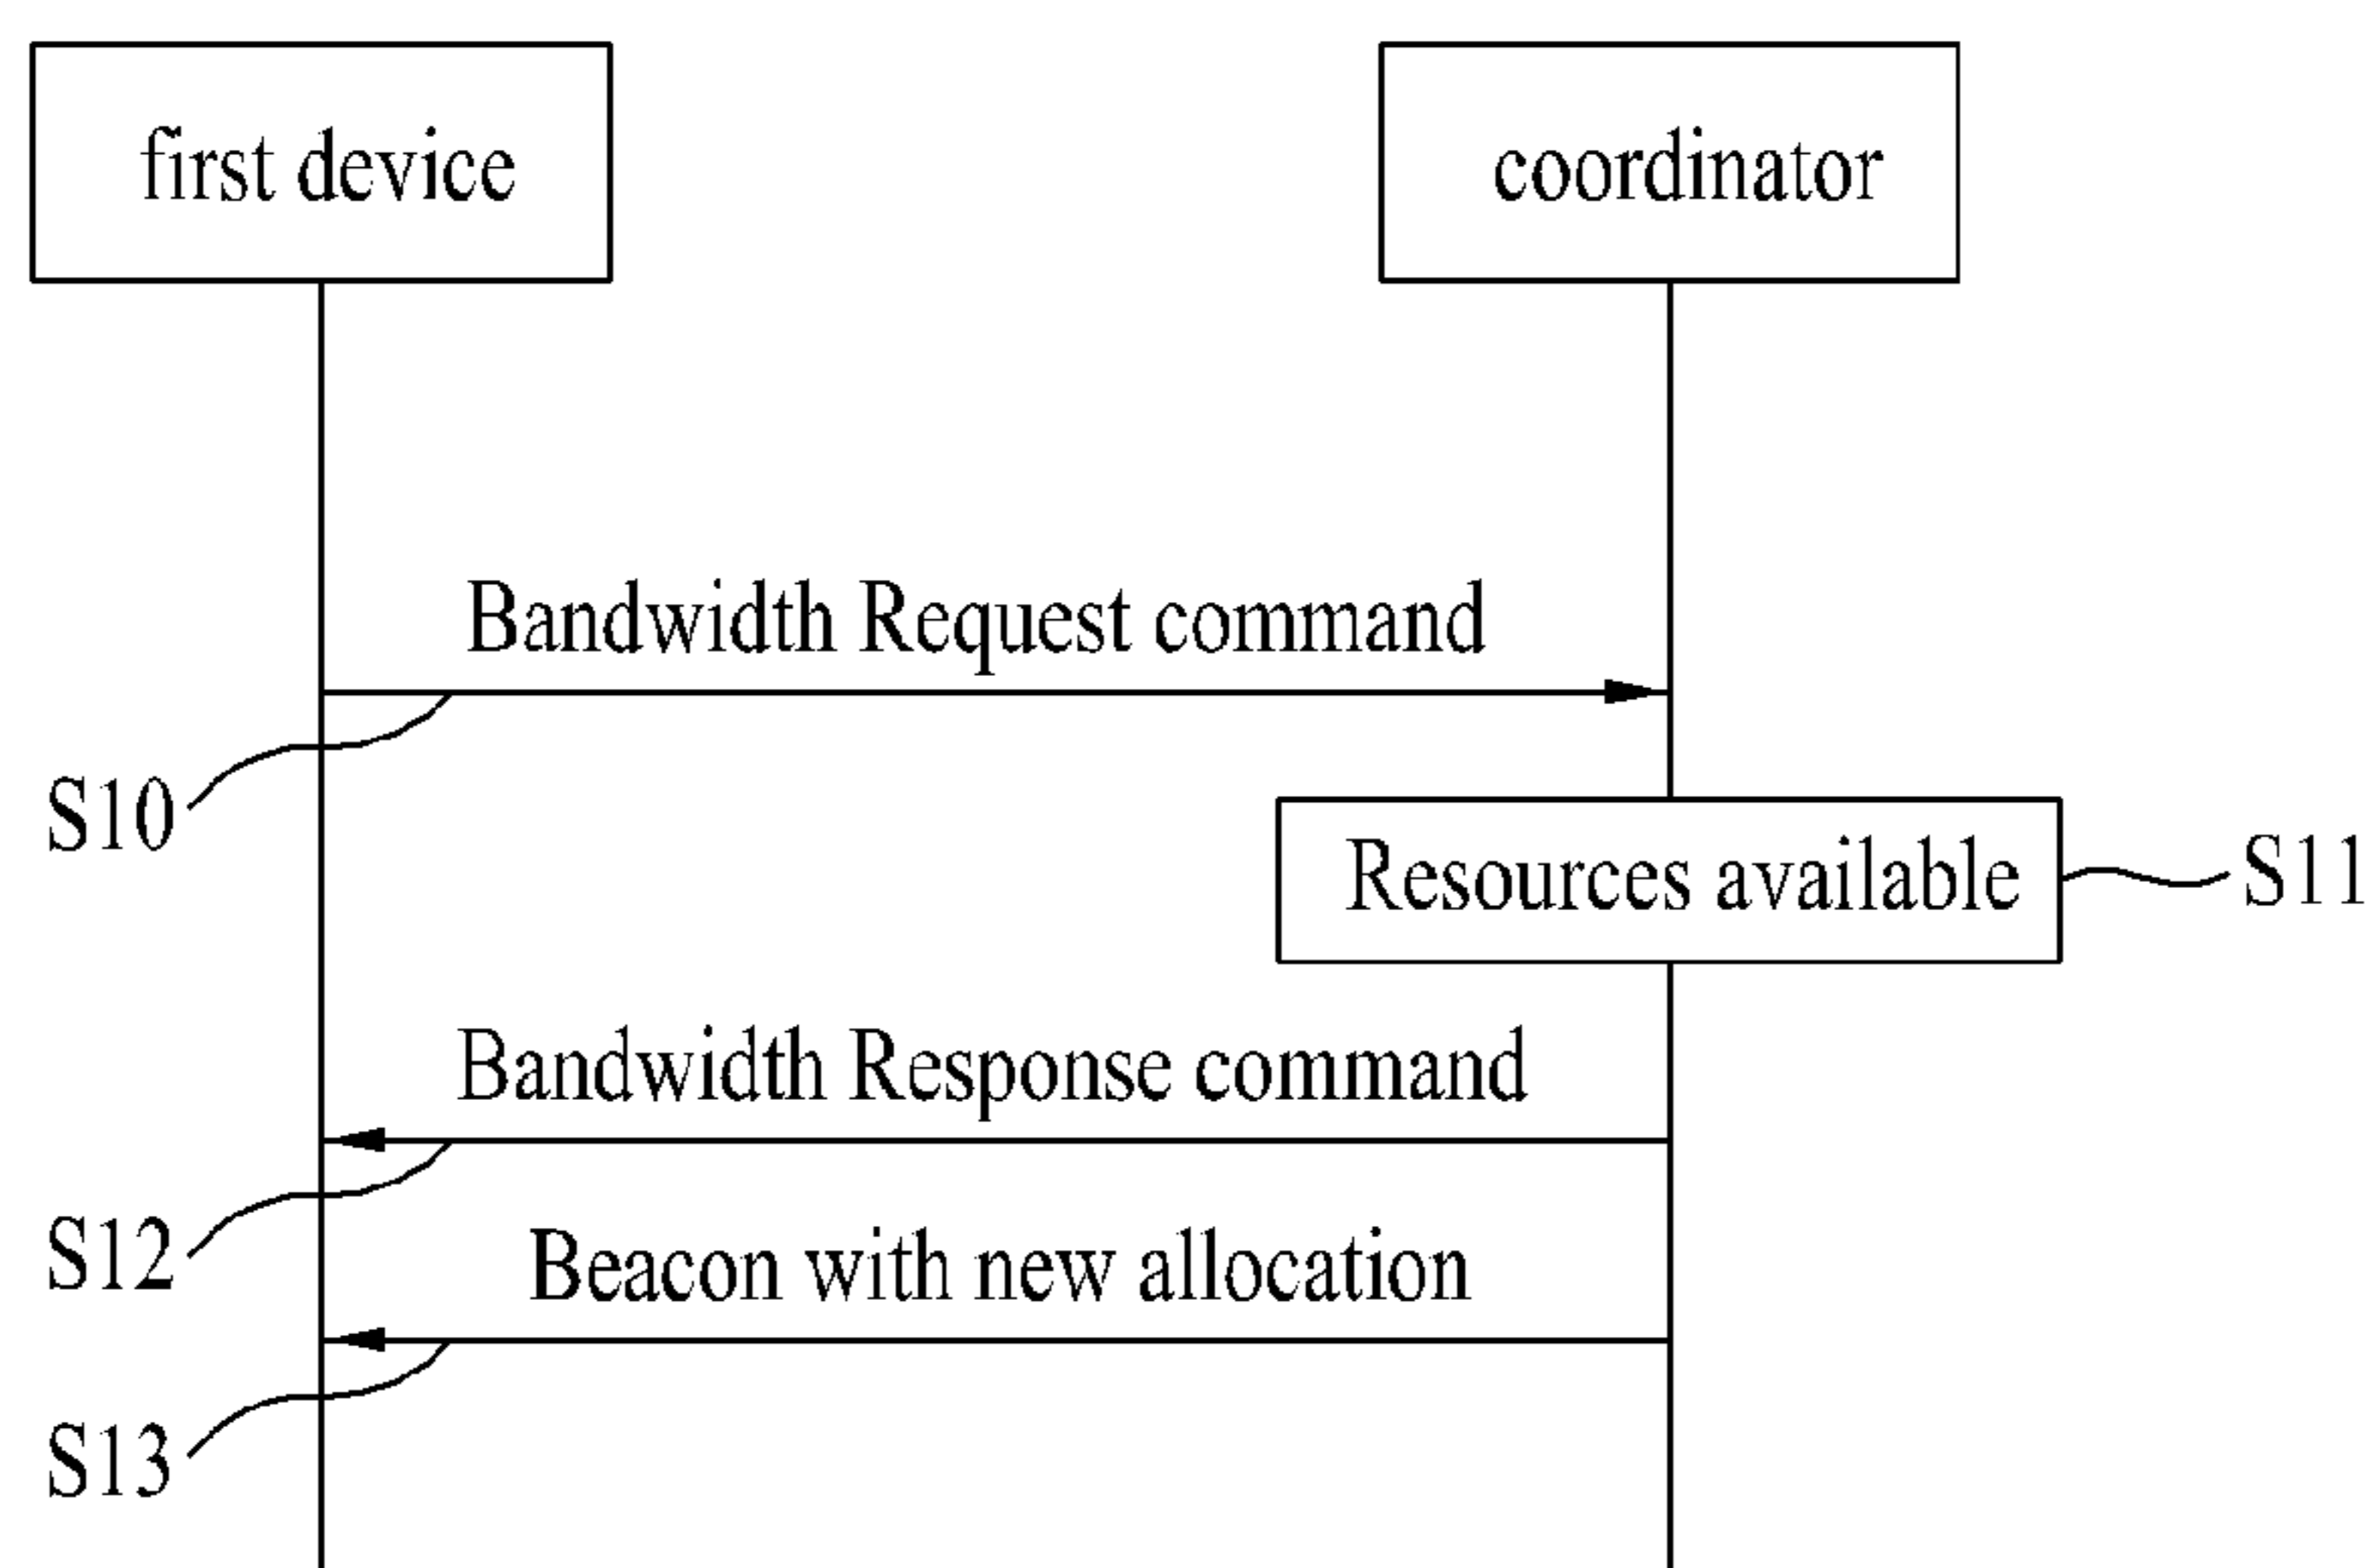 first device
coordinator
Bandwidth Request command
S10
Resources available
S11
Bandwidth Response command
S12
Beacon with new allocation
S13